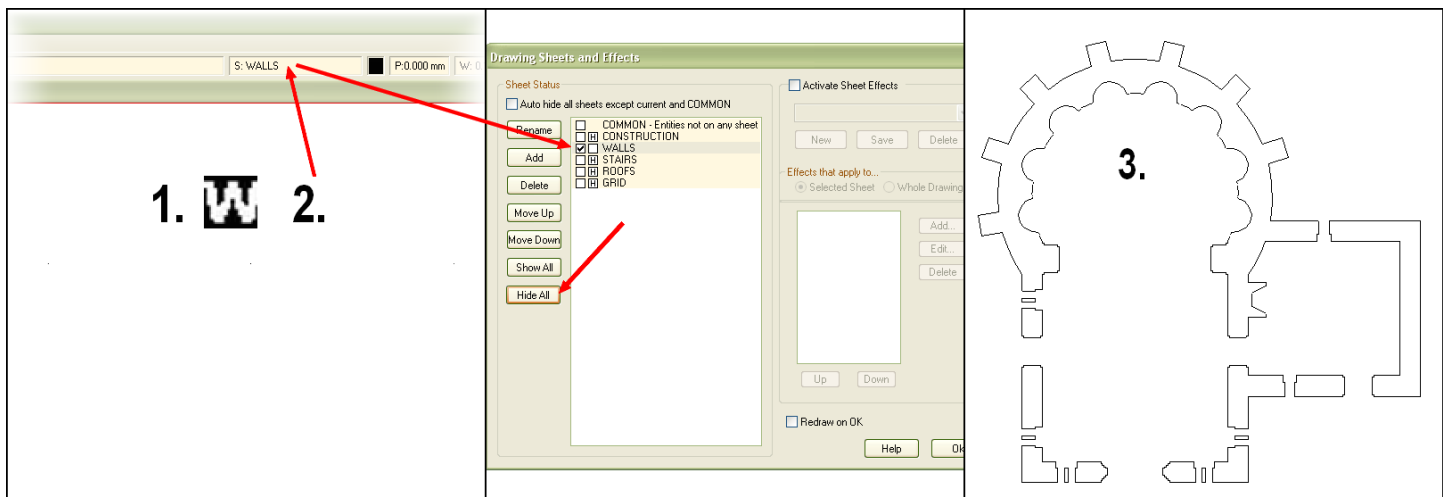 S: WALLS
P:0.000 mm
W: 0
1. W 2.
Drawing Sheets and Effects
Sheet Status
Auto hide all sheets except current and COMMON
Rename
Add
Delete
Move Up
Move Down
Show All
Hide All
COMMON - Entities not on any sheet
H CONSTRUCTION
WALLS
H STAIRS
H ROOFS
H GRID
Activate Sheet Effects
New
Save
Delete
Effects that apply to...
Selected Sheet
Whole Drawing
Add...
Edit...
Delete
Up
Down
Redraw on OK
Help
Ok
3.